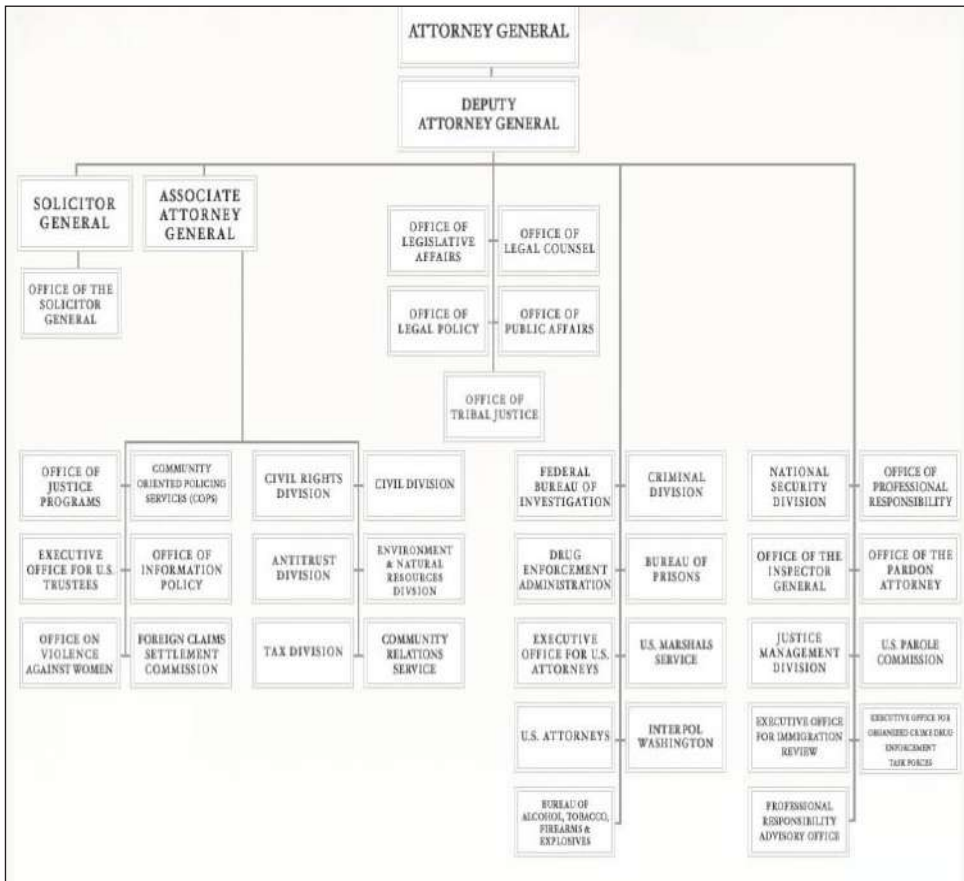 ATTORNEY GENERAL
DEPUTY
ATTORNEY GENERAL
SOLICITOR
GENERAL
ASSOCIATE
ATTORNEY
GENERAL
OFFICE OF THE
SOLICITOR
GENERAL
OFFICE OF
LEGISLATIVE
AFFAIRS
OFFICE OF
LEGAL COUNSEL
OFFICE OF
LEGAL POLICY
OFFICE OF
PUBLIC AFFAIRS
OFFICE OF
TRIBAL JUSTICE
OFFICE OF
JUSTICE
PROGRAMS
COMMUNITY
ORIENTED POLICING
SERVICES (COPS)
CIVIL RIGHTS
DIVISION
CIVIL DIVISION
FEDERAL
BUREAU OF
INVESTIGATION
CRIMINAL
DIVISION
NATIONAL
SECURITY
DIVISION
OFFICE OF
PROFESSIONAL
RESPONSIBILITY
EXECUTIVE
OFFICE FOR U.S.
TRUSTEES
OFFICE OF
INFORMATION
POLICY
ANTITRUST
DIVISION
ENVIRONMENT
& NATURAL
RESOURCES
DIVSION
DRUG
ENFORCEMENT
ADMINISTRATION
BUREAU OF
PRISONS
OFFICE OF THE
INSPECTOR
GENERAL
OFFICE OF THE
PARDON
ATTORNEY
OFFICE ON
VIOLENCE
AGAINST WOMEN
FOREIGN CLAIMS
SETTLEMENT
COMMISSION
TAX DIVISION
COMMUNITY
RELATIONS
SERVICE
EXECUTIVE
OFFICE FOR U.S.
ATTORNEYS
U.S. MARSHALS
SERVICE
JUSTICE
MANAGEMENT
DIVISION
U.S. PAROLE
COMMISSION
U.S. ATTORNEYS
INTERPOL
WASHINGTON
EXECUTIVE OFFICE
FOR IMMIGRATION
REVIEW
EXECUTIVE OFFICE FOR
ORGANIZED CRIME DRUG
ENFORCEMENT
TASK FORCES
BUREAU OF
ALCOHOL, TOBACCO,
FIREARMS &
EXPLOSIVES
PROFESSIONAL
RESPONSIBILITY
ADVISORY OFFICE